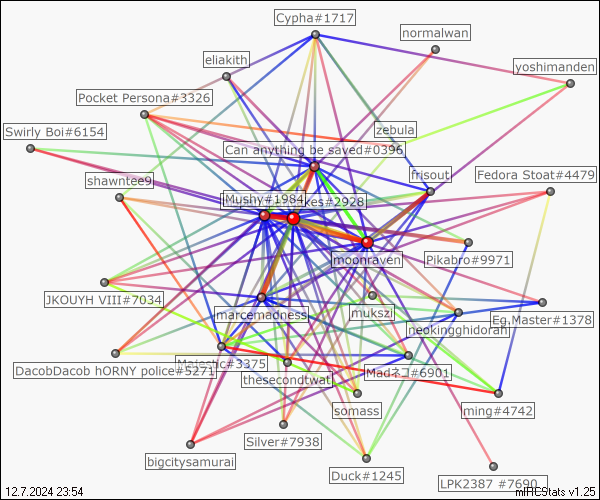 Cypha#1717
normalwan
eliakith
yoshimanden
Pocket Persona#3326
zebula
Swirly Boi#6154
Can anything be saved#0396
shawntee9
frisout
Fedora Stoat#4479
Mushy#1984
kes#2928
moonraven
Pikabro#9971
JKOUYH VIII#7034
mukszi
marcemadness
Eg.Master#1378
neokingghidorah
Majestic#3375
DacobDacob hORNY police#5271
thesecondtwat
Madネコ#6901
somass
ming#4742
Silver#7938
bigcitysamurai
Duck#1245
LPK2387 #7690
12.7.2024 23:54
mIRCStats v1.25